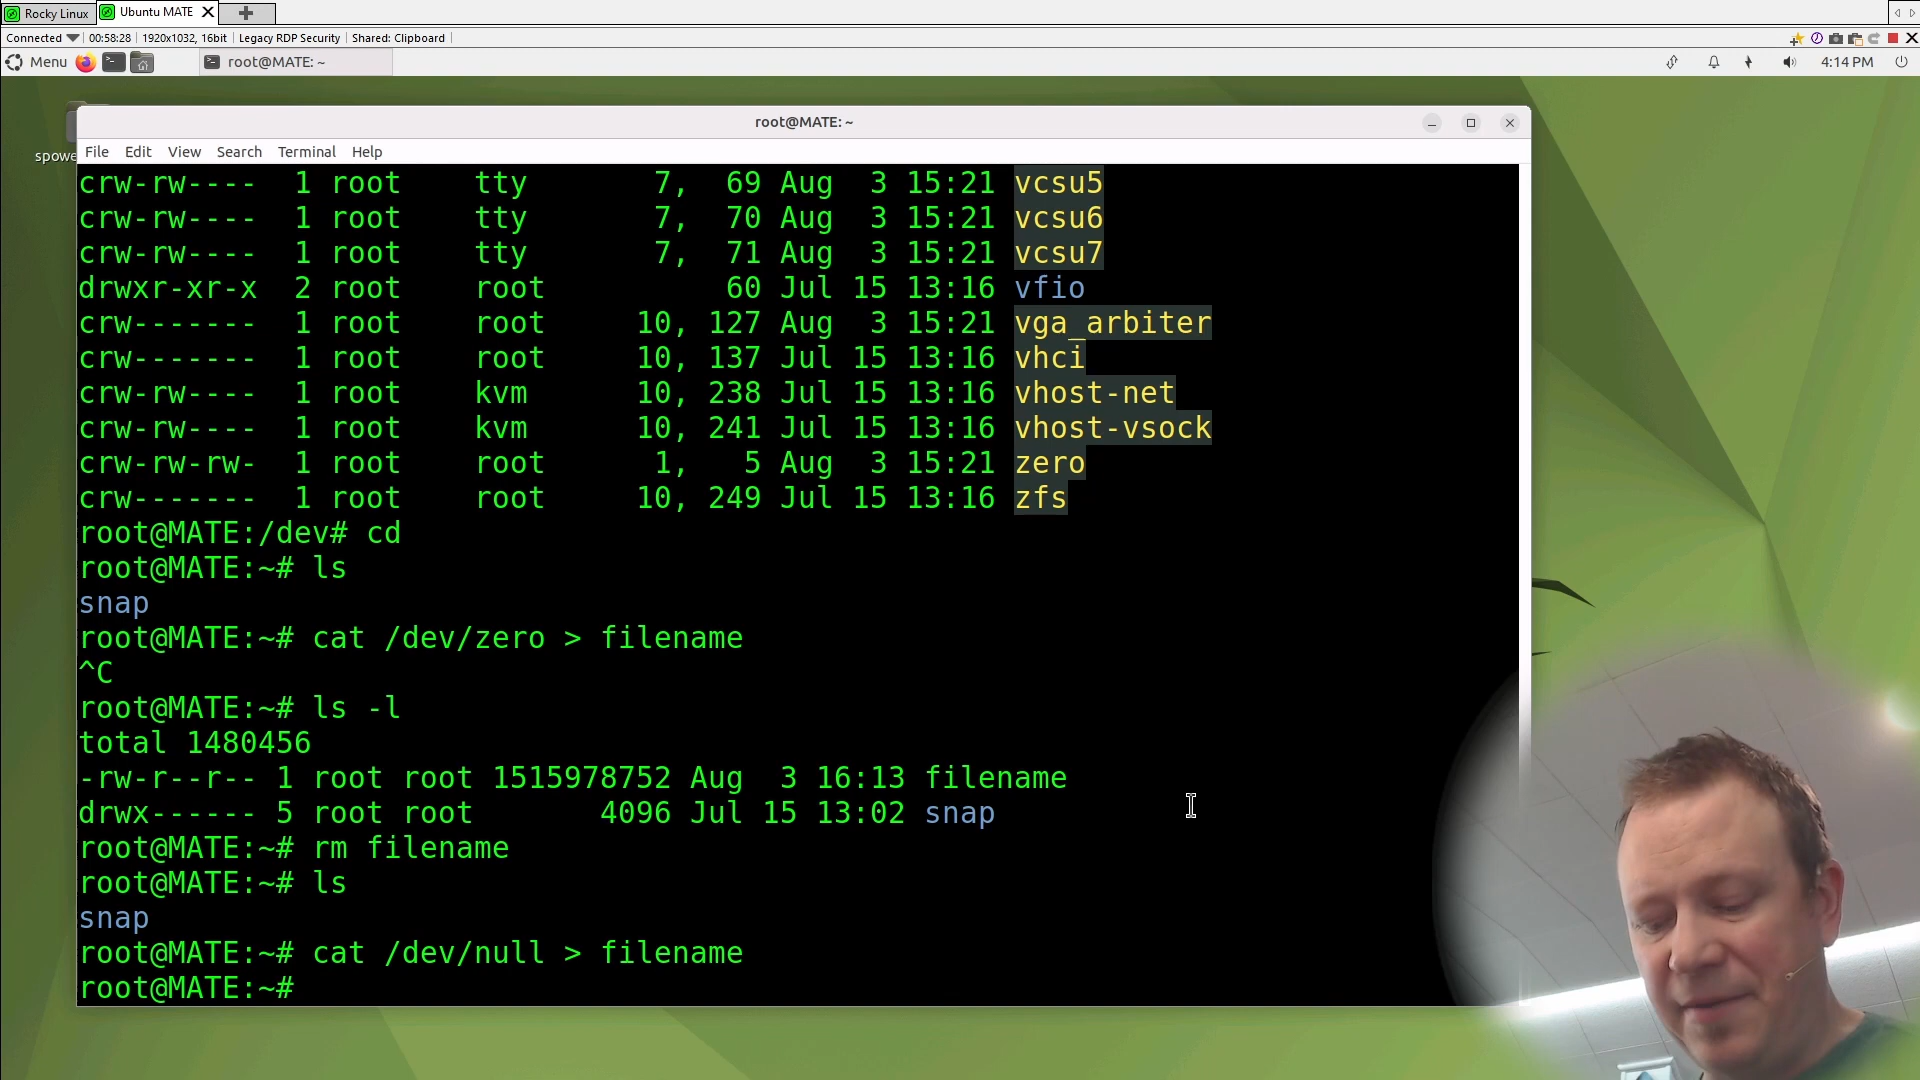 Rocky Linux Ubuntu MATE
Connected 00:58:28 1920x1032, 16bit Legacy RDP Security Shared: Clipboard
Menu root@MATE: ~ 4:14 PM
spowe
root@MATE: ~
File Edit View Search Terminal Help
crw-rw---- 1 root tty 7, 69 Aug 3 15:21 vcsu5
crw-rw---- 1 root tty 7, 70 Aug 3 15:21 vcsu6
crw-rw---- 1 root tty 7, 71 Aug 3 15:21 vcsu7
drwxr-xr-x 2 root root 60 Jul 15 13:16 vfio
crw------- 1 root root 10, 127 Aug 3 15:21 vga_arbiter
crw------- 1 root root 10, 137 Jul 15 13:16 vhci
crw-rw---- 1 root kvm 10, 238 Jul 15 13:16 vhost-net
crw-rw---- 1 root kvm 10, 241 Jul 15 13:16 vhost-vsock
crw-rw-rw- 1 root root 1, 5 Aug 3 15:21 zero
crw------- 1 root root 10, 249 Jul 15 13:16 zfs
root@MATE:/dev# cd
root@MATE:~# ls
snap
root@MATE:~# cat /dev/zero > filename
^C
root@MATE:~# ls -l
total 1480456
-rw-r--r-- 1 root root 1515978752 Aug 3 16:13 filename
drwx------ 5 root root 4096 Jul 15 13:02 snap
root@MATE:~# rm filename
root@MATE:~# ls
snap
root@MATE:~# cat /dev/null > filename
root@MATE:~#